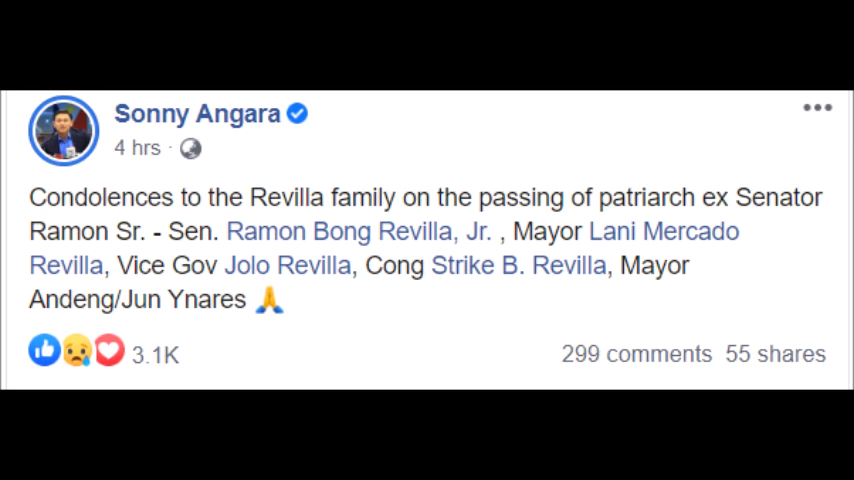 Sonny Angara
4 hrs ·
Condolences to the Revilla family on the passing of patriarch ex Senator
Ramon Sr. - Sen. Ramon Bong Revilla, Jr. , Mayor Lani Mercado
Revilla, Vice Gov Jolo Revilla, Cong Strike B. Revilla, Mayor
Andeng/Jun Ynares 🙏
3.1K 299 comments 55 shares